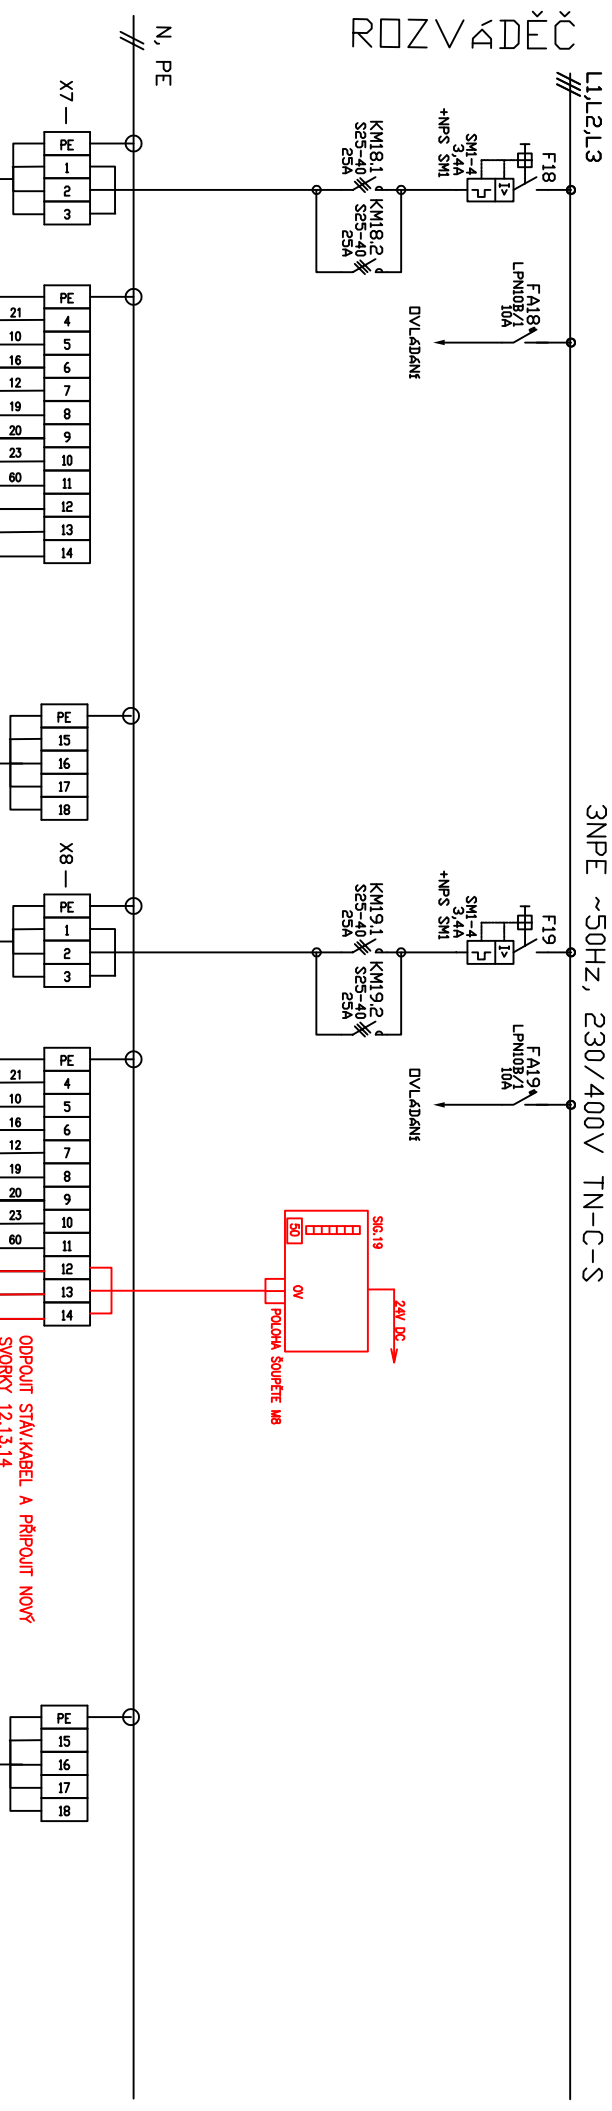 ROZVÁDĚČ
L1,L2,L3
3NPE ~50Hz, 230/400V TN-C-S
F18
SM1-4
3,4A
+NPS SM1
I>
FA18
LPN10B/1
10A
OVLÁDÁNÍ
KM18.1
S25-40
25A
KM18.2
S25-40
25A
F19
SM1-4
3,4A
+NPS SM1
I>
FA19
LPN10B/1
10A
OVLÁDÁNÍ
KM19.1
S25-40
25A
KM19.2
S25-40
25A
SIG.19
24V DC
50
0V
POLOHA ŠOUPĚTE M8
N, PE
X7
PE
1
2
3
PE
4
5
6
7
8
9
10
11
12
13
14
21
10
16
12
19
20
23
60
PE
15
16
17
18
X8
PE
1
2
3
PE
4
5
6
7
8
9
10
11
12
13
14
21
10
16
12
19
20
23
60
ODPOJIT STÁV.KABEL A PŘIPOJIT NOVÝ
SVORKY 12,13,14
PE
15
16
17
18